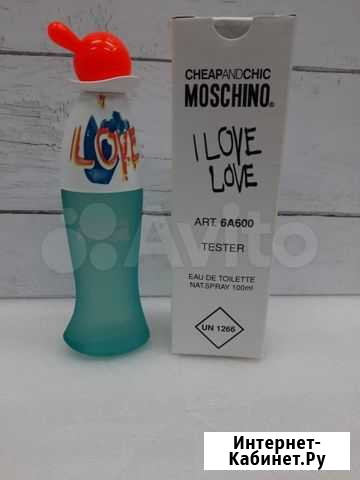 I LOVE
CHEAPANDCHIC
MOSCHINO®
I LOVE
LOVE
ART. 6A600
TESTER
EAU DE TOILETTE
NAT.SPRAY 100ml
UN 1266
Avito
Интернет-
Кабинет.Ру